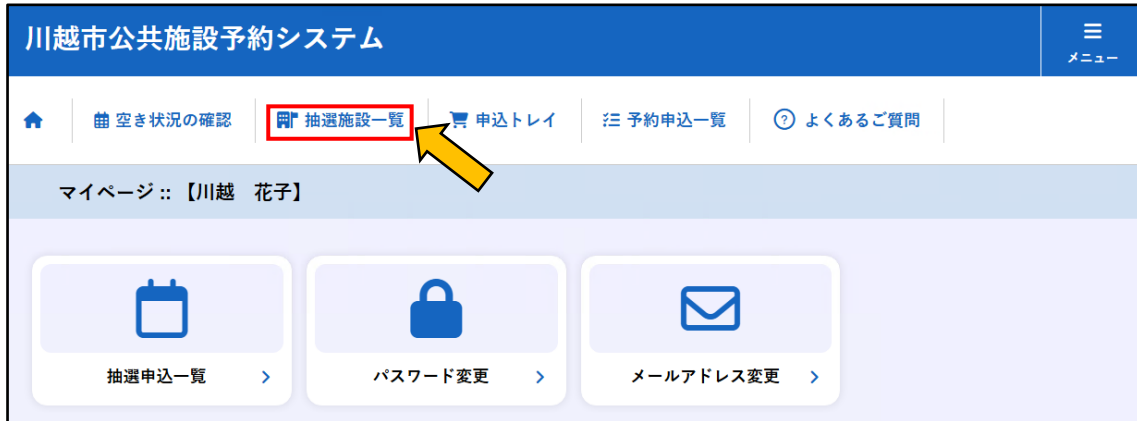 川越市公共施設予約システム
メニュー
空き状況の確認
抽選施設一覧
申込トレイ
予約申込一覧
よくあるご質問
マイページ :: 【川越　花子】
抽選申込一覧
パスワード変更
メールアドレス変更